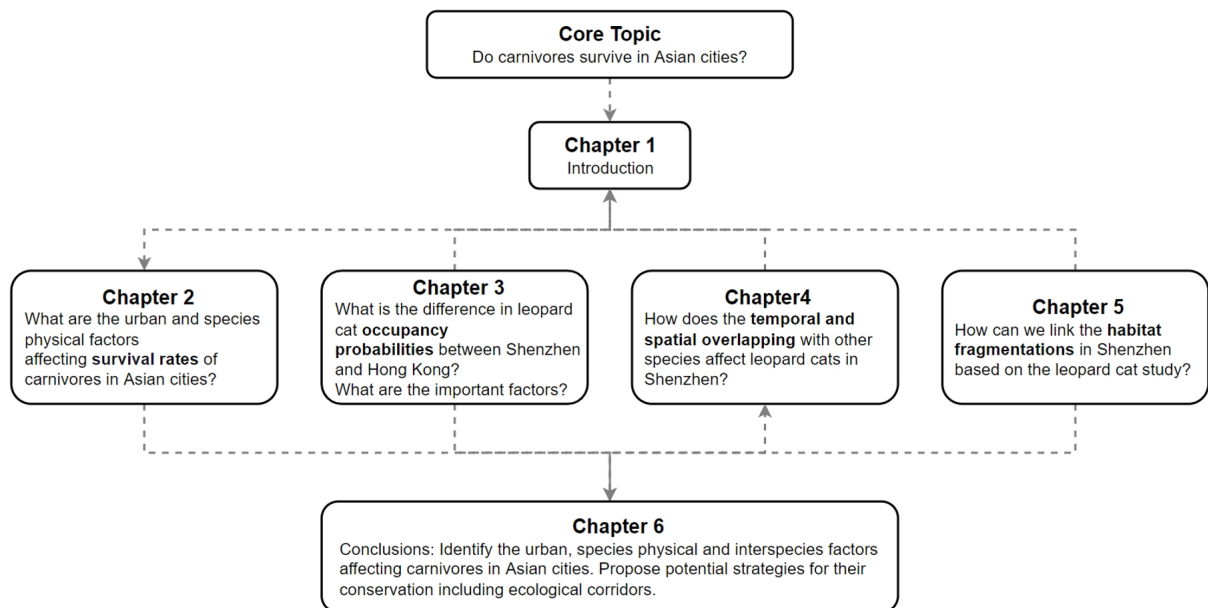 Core Topic
Do carnivores survive in Asian cities?
Chapter 1
Introduction
Chapter 2
What are the urban and species
physical factors
affecting survival rates of
carnivores in Asian cities?
Chapter 3
What is the difference in leopard
cat occupancy
probabilities between Shenzhen
and Hong Kong?
What are the important factors?
Chapter4
How does the temporal and
spatial overlapping with other
species affect leopard cats in
Shenzhen?
Chapter 5
How can we link the habitat
fragmentations in Shenzhen
based on the leopard cat study?
Chapter 6
Conclusions: Identify the urban, species physical and interspecies factors
affecting carnivores in Asian cities. Propose potential strategies for their
conservation including ecological corridors.